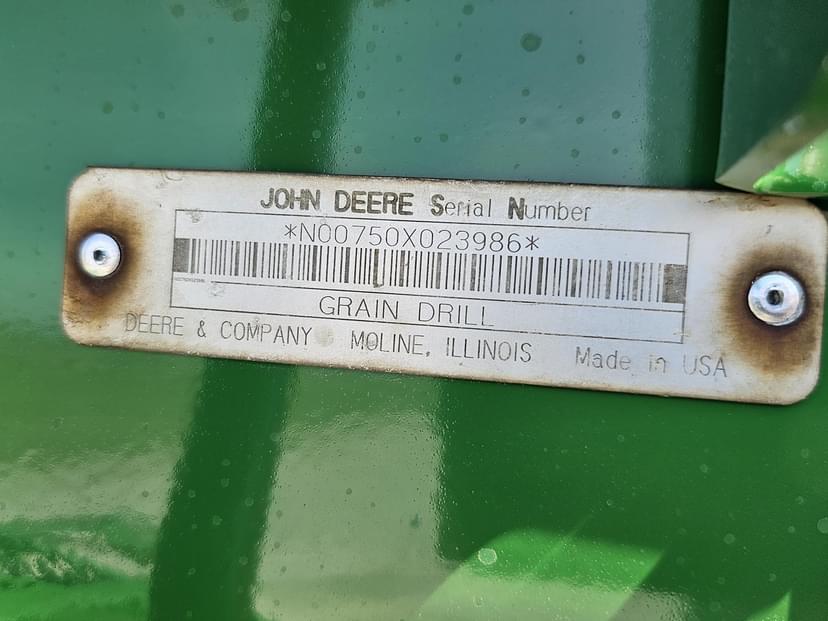 JOHN DEERE Serial Number
*N00750X023986*
GRAIN DRILL
DEERE & COMPANY MOLINE, ILLINOIS Made in USA